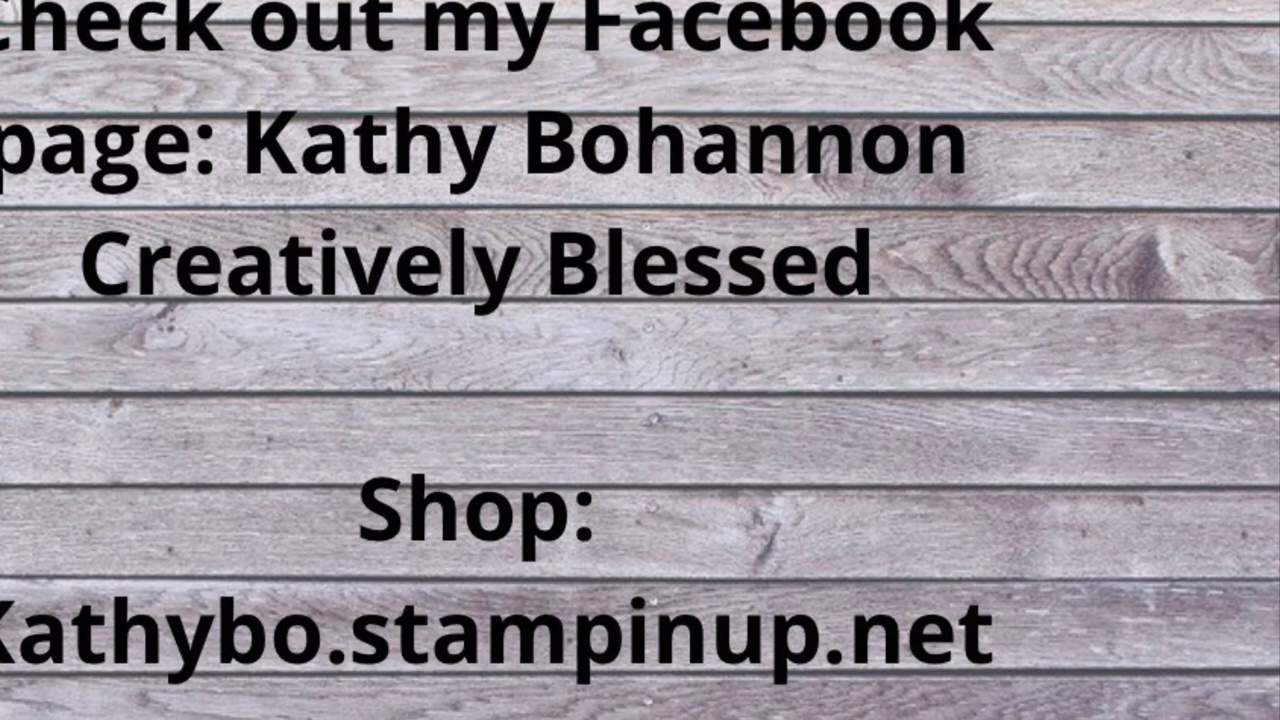 Check out my Facebook
page: Kathy Bohannon
Creatively Blessed
Shop:
Kathybo.stampinup.net